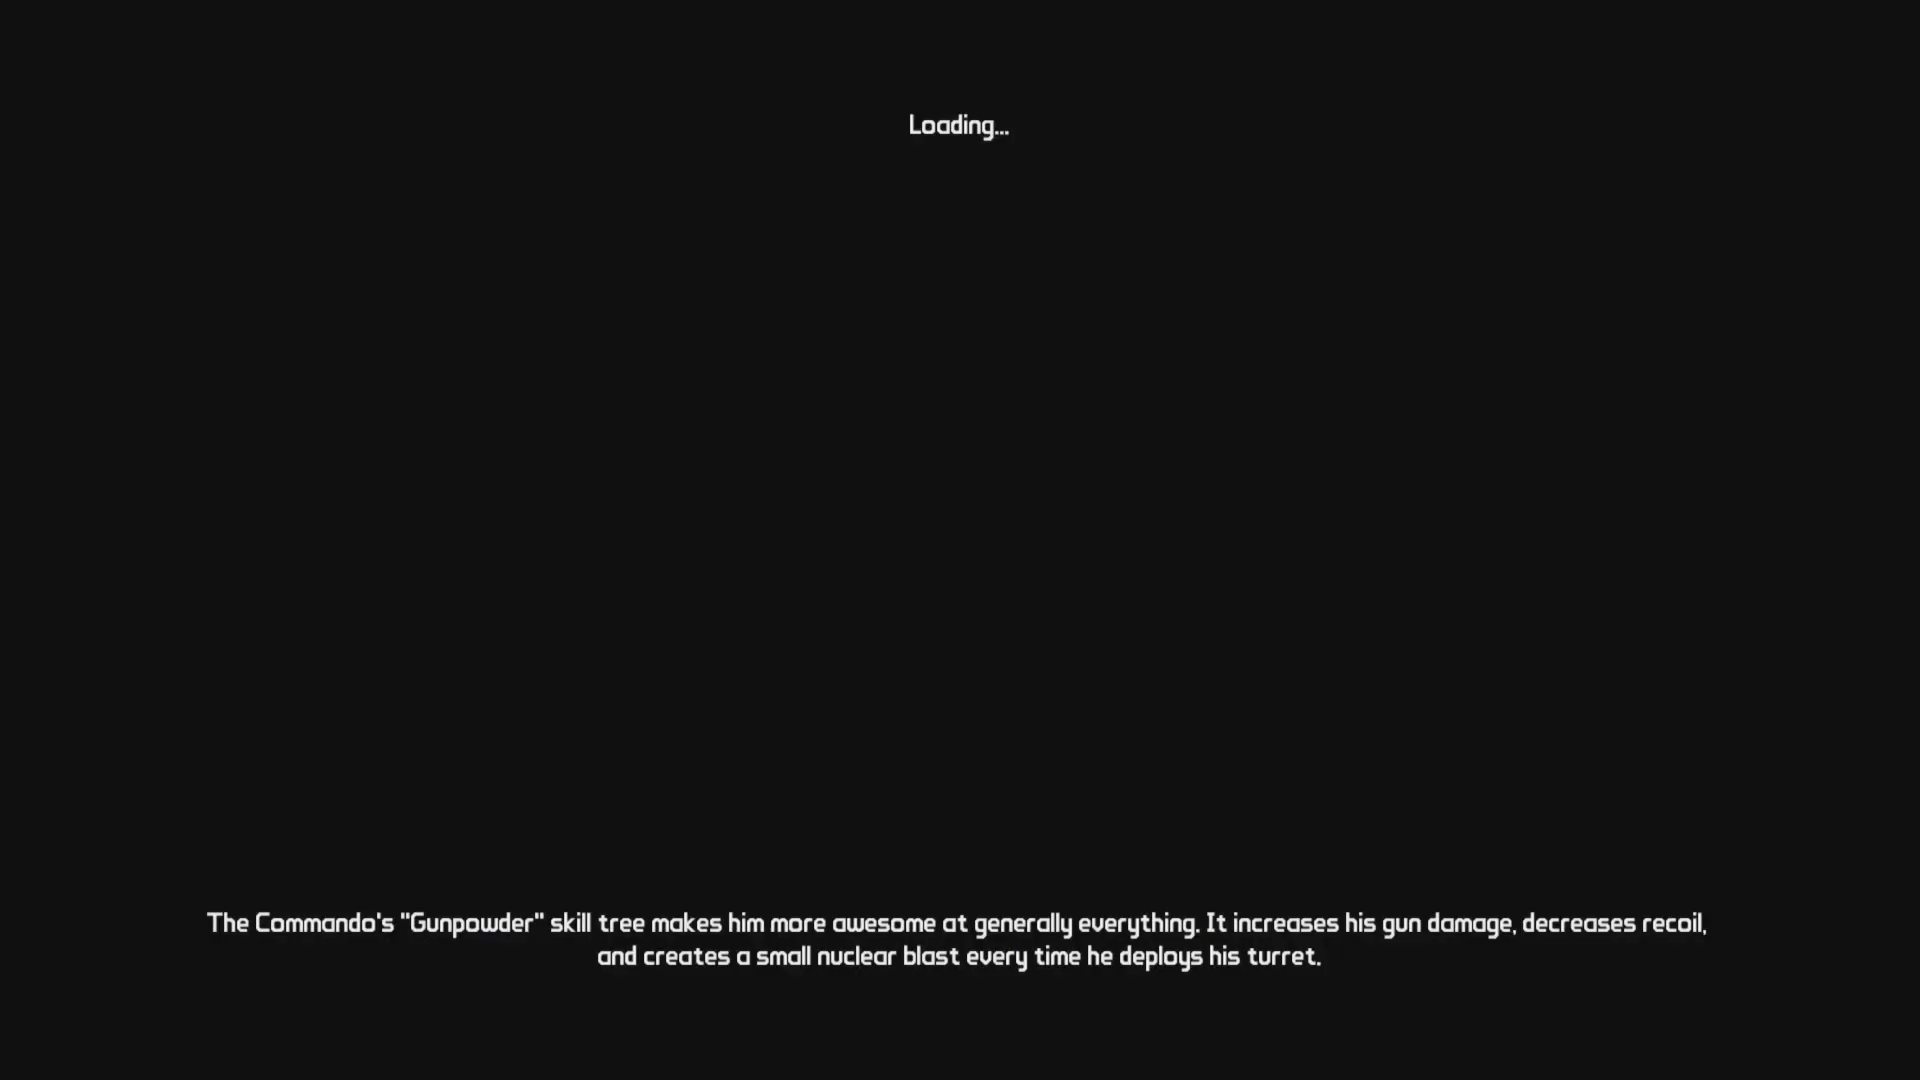 Loading...
The Commando's "Gunpowder" skill tree makes him more awesome at generally everything. It increases his gun damage, decreases recoil,
and creates a small nuclear blast every time he deploys his turret.